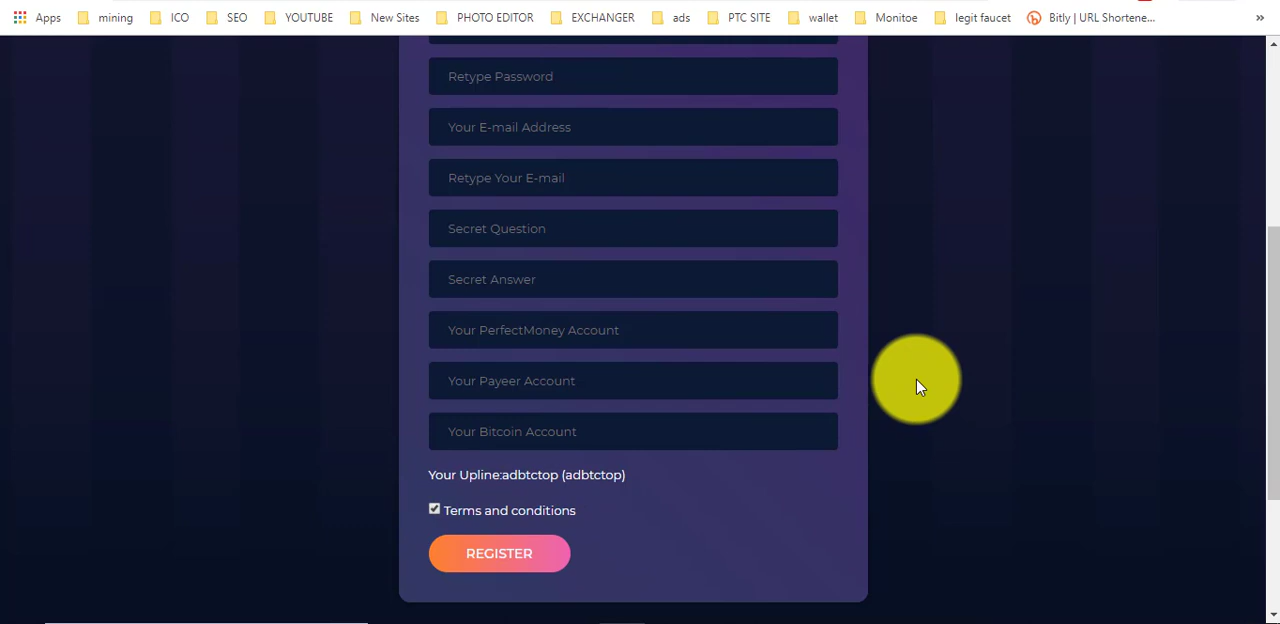 Apps mining ICO SEO YOUTUBE New Sites PHOTO EDITOR EXCHANGER ads PTC SITE wallet Monitoe legit faucet Bitly | URL Shortene... »
Retype Password
Your E-mail Address
Retype Your E-mail
Secret Question
Secret Answer
Your PerfectMoney Account
Your Payeer Account
Your Bitcoin Account
Your Upline:adbtctop (adbtctop)
Terms and conditions
REGISTER